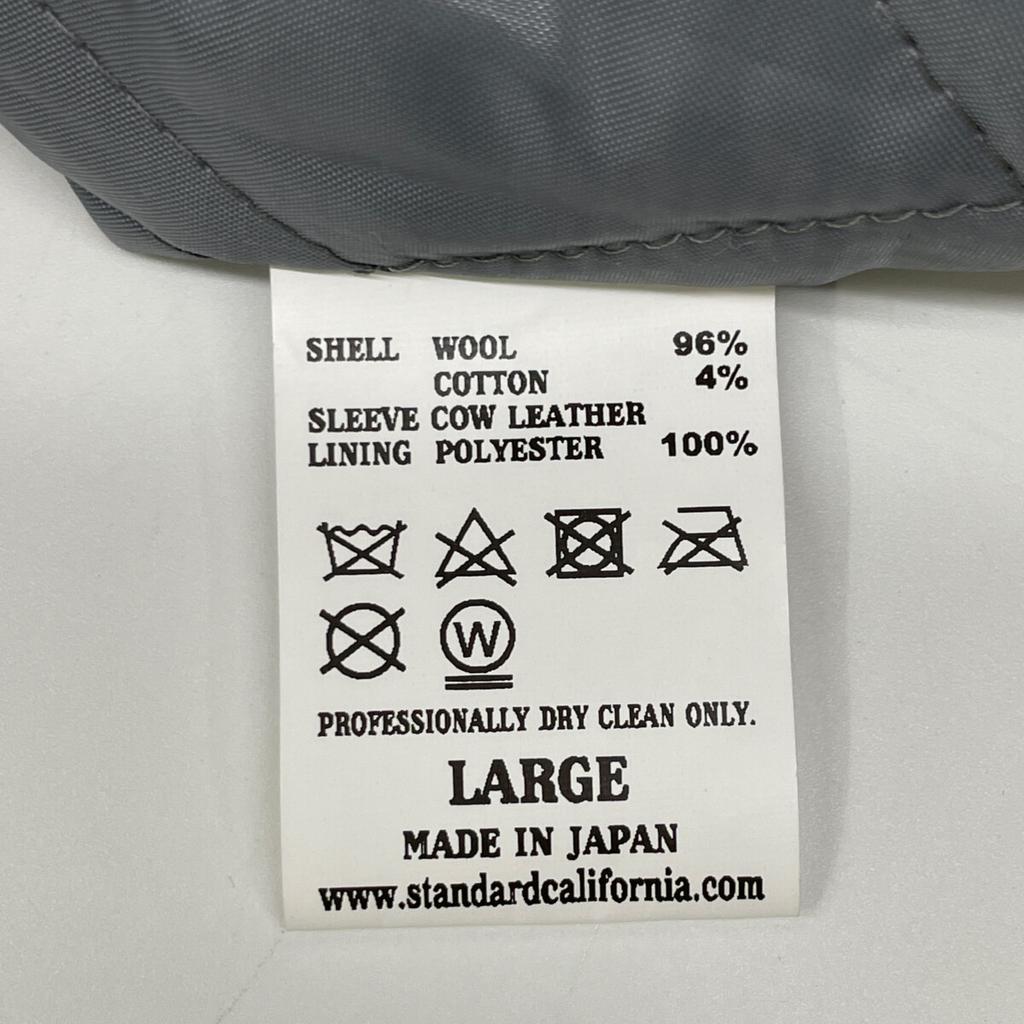 SHELL WOOL 96%
COTTON 4%
SLEEVE COW LEATHER
LINING POLYESTER 100%
W
PROFESSIONALLY DRY CLEAN ONLY.
LARGE
MADE IN JAPAN
www.standardcalifornia.com